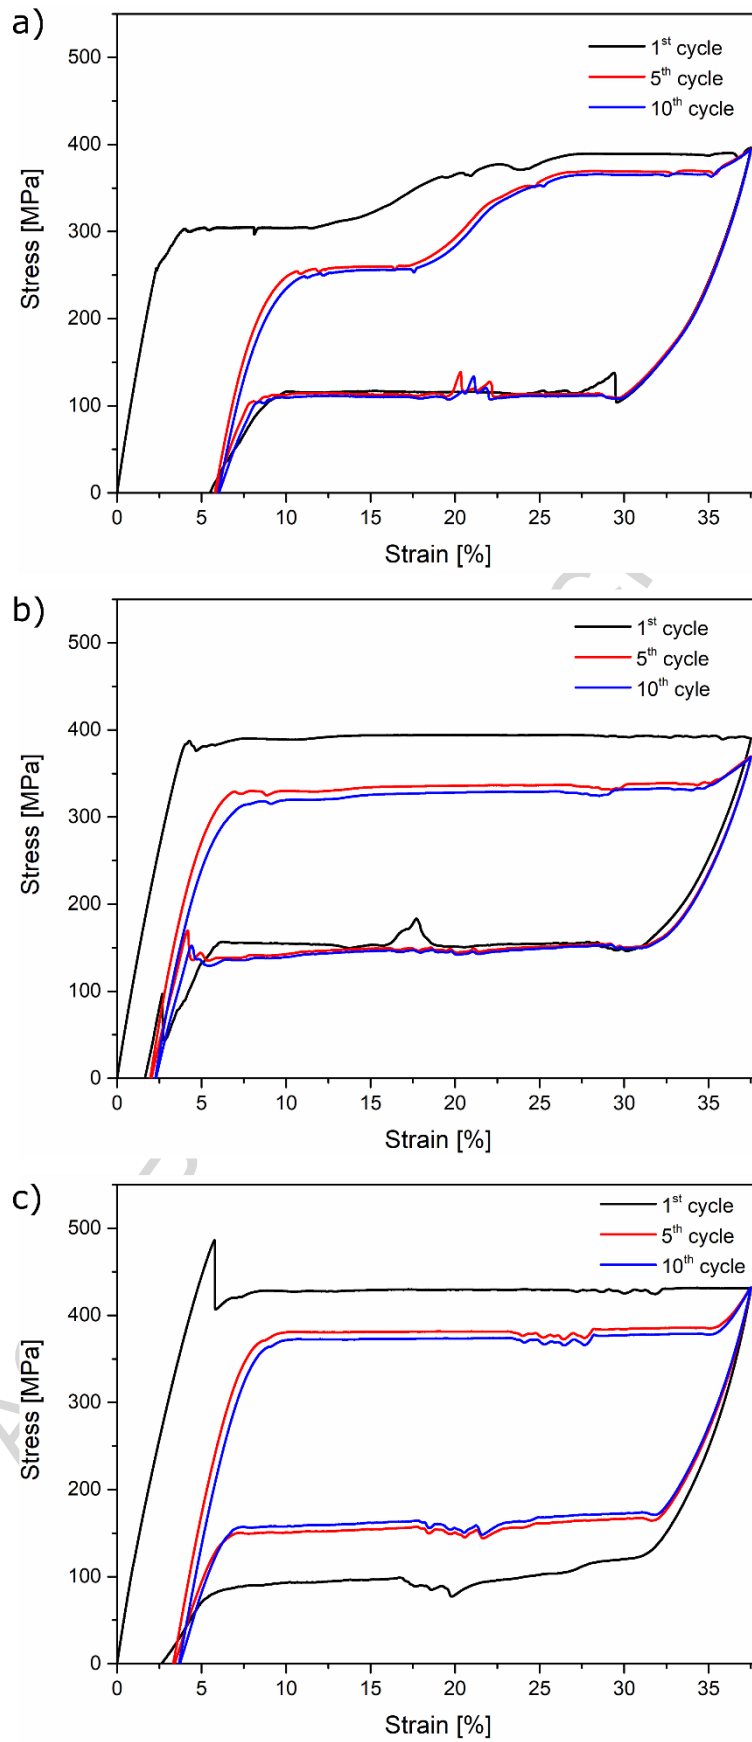 a)
1st cycle
5th cycle
10th cycle
500
400
300
200
100
0
Stress [MPa]
0 5 10 15 20 25 30 35
Strain [%]
b)
1st cycle
5th cycle
10th cyle
500
400
300
200
100
0
Stress [MPa]
0 5 10 15 20 25 30 35
Strain [%]
c)
1st cycle
5th cycle
10th cycle
500
400
300
200
100
0
Stress [MPa]
0 5 10 15 20 25 30 35
Strain [%]